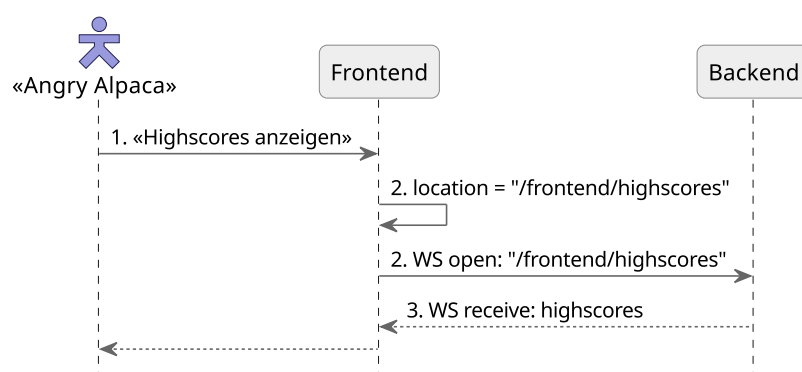 «Angry Alpaca»
Frontend
Backend
1. «Highscores anzeigen»
2. location = "/frontend/highscores"
2. WS open: "/frontend/highscores"
3. WS receive: highscores